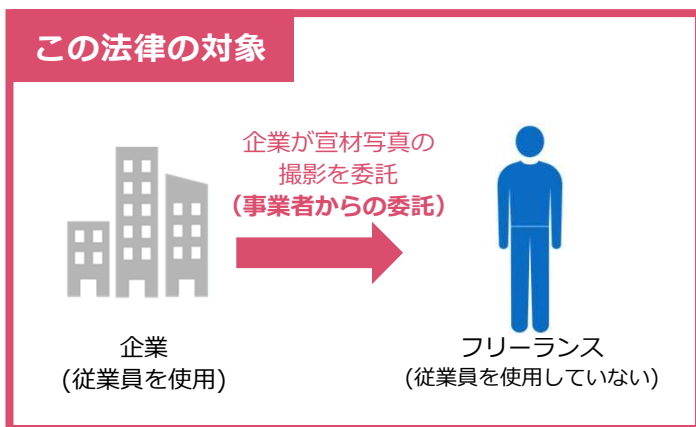 この法律の対象
企業が宣材写真の
撮影を委託
（事業者からの委託）
企業
(従業員を使用)
フリーランス
(従業員を使用していない)